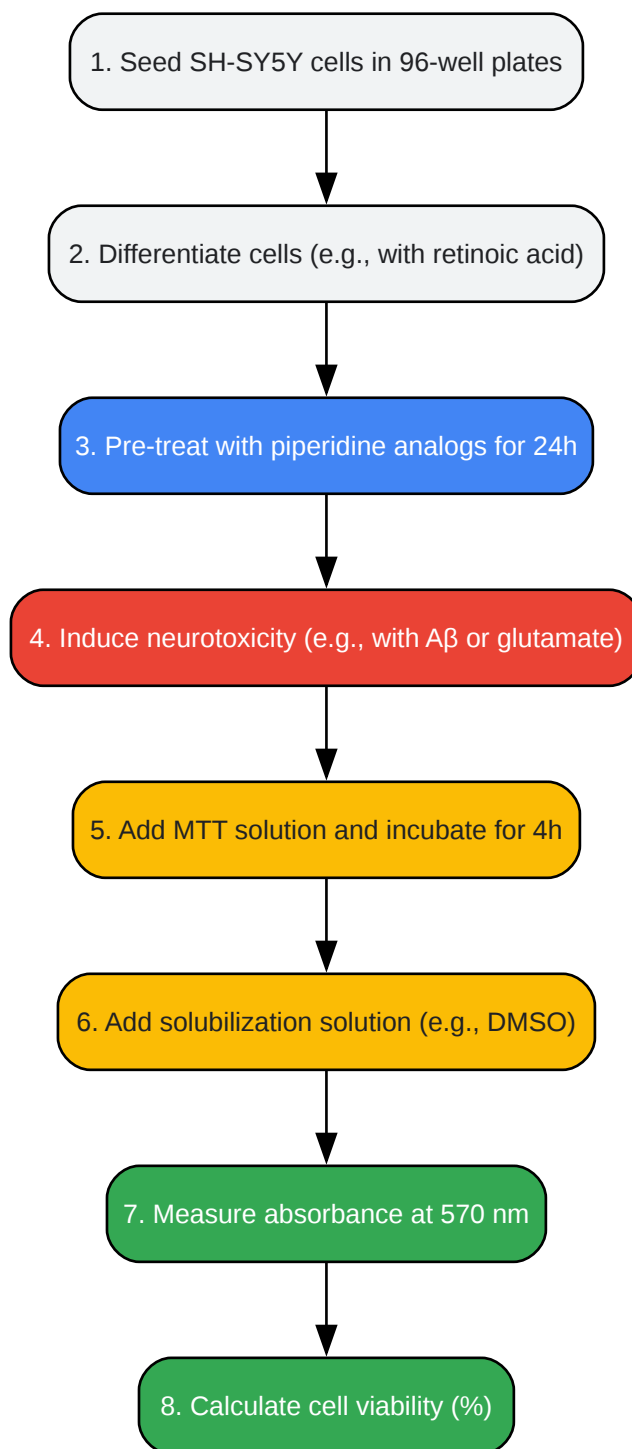 1. Seed SH-SY5Y cells in 96-well plates
2. Differentiate cells (e.g., with retinoic acid)
3. Pre-treat with piperidine analogs for 24h
4. Induce neurotoxicity (e.g., with Aβ or glutamate)
5. Add MTT solution and incubate for 4h
6. Add solubilization solution (e.g., DMSO)
7. Measure absorbance at 570 nm
8. Calculate cell viability (%)